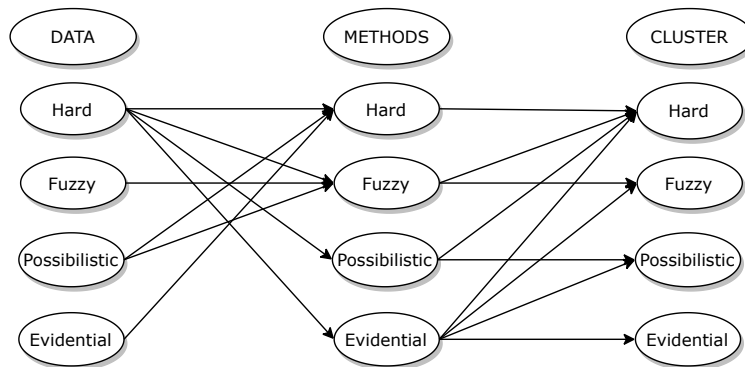 DATA
METHODS
CLUSTER
Hard
Hard
Hard
Fuzzy
Fuzzy
Fuzzy
Possibilistic
Possibilistic
Possibilistic
Evidential
Evidential
Evidential